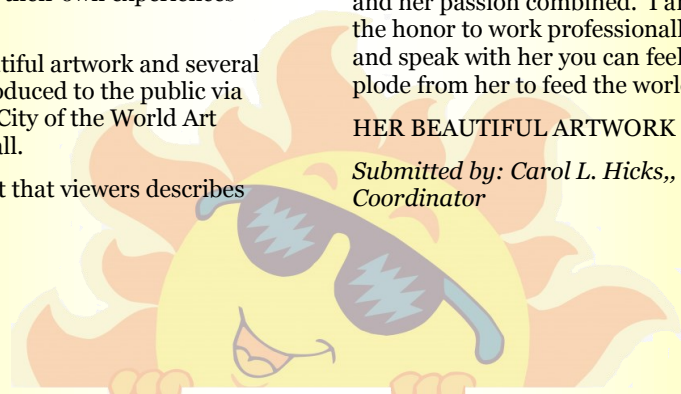 their own experiences
tiful artwork and several
oduced to the public via
City of the World Art
all.
t that viewers describes
and her passion combined. I a
the honor to work professionall
and speak with her you can feel
plode from her to feed the worl
HER BEAUTIFUL ARTWORK
Submitted by: Carol L. Hicks,,
Coordinator